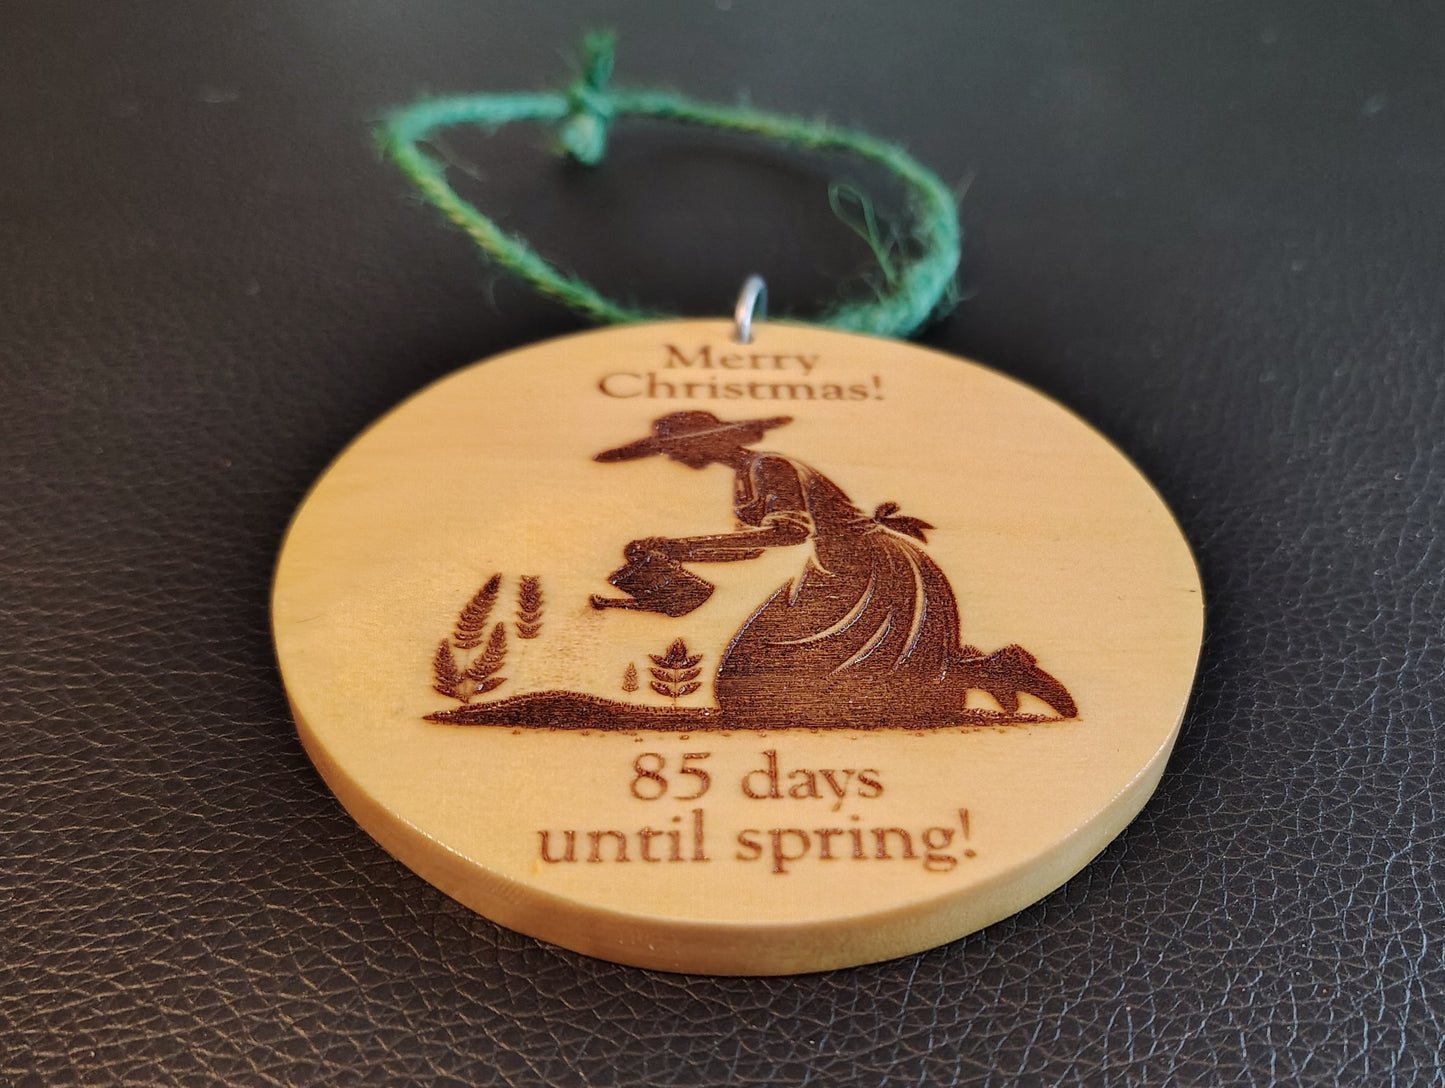 Merry
Christmas!
85 days
until spring!